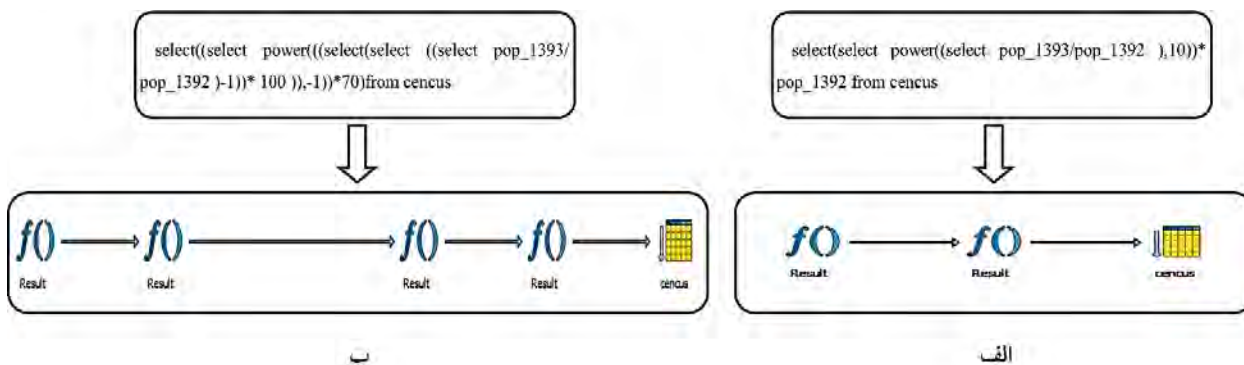 select((select power(((select(select ((select pop_1393/
pop_1392 )-1))* 100 )),-1))*70)from cencus
select(select power((select pop_1393/pop_1392 ),10))*
pop_1392 from cencus
f() f() f() f()
Result Result Result Result cencus
f() f()
Result Result cencus
ب
الف